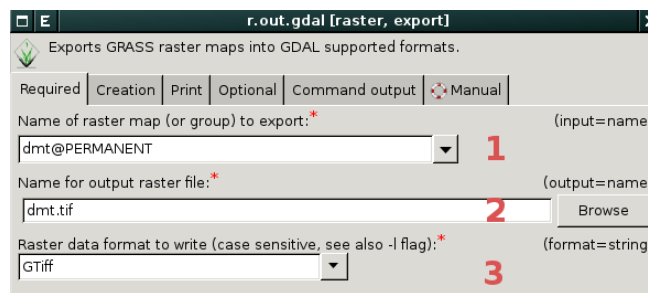 E r.out.gdal [raster, export]
Exports GRASS raster maps into GDAL supported formats.
Required Creation Print Optional Command output Manual
Name of raster map (or group) to export:* (input=name
dmt@PERMANENT 1
Name for output raster file:* (output=name
dmt.tif 2 Browse
Raster data format to write (case sensitive, see also -l flag):* (format=string
GTiff 3